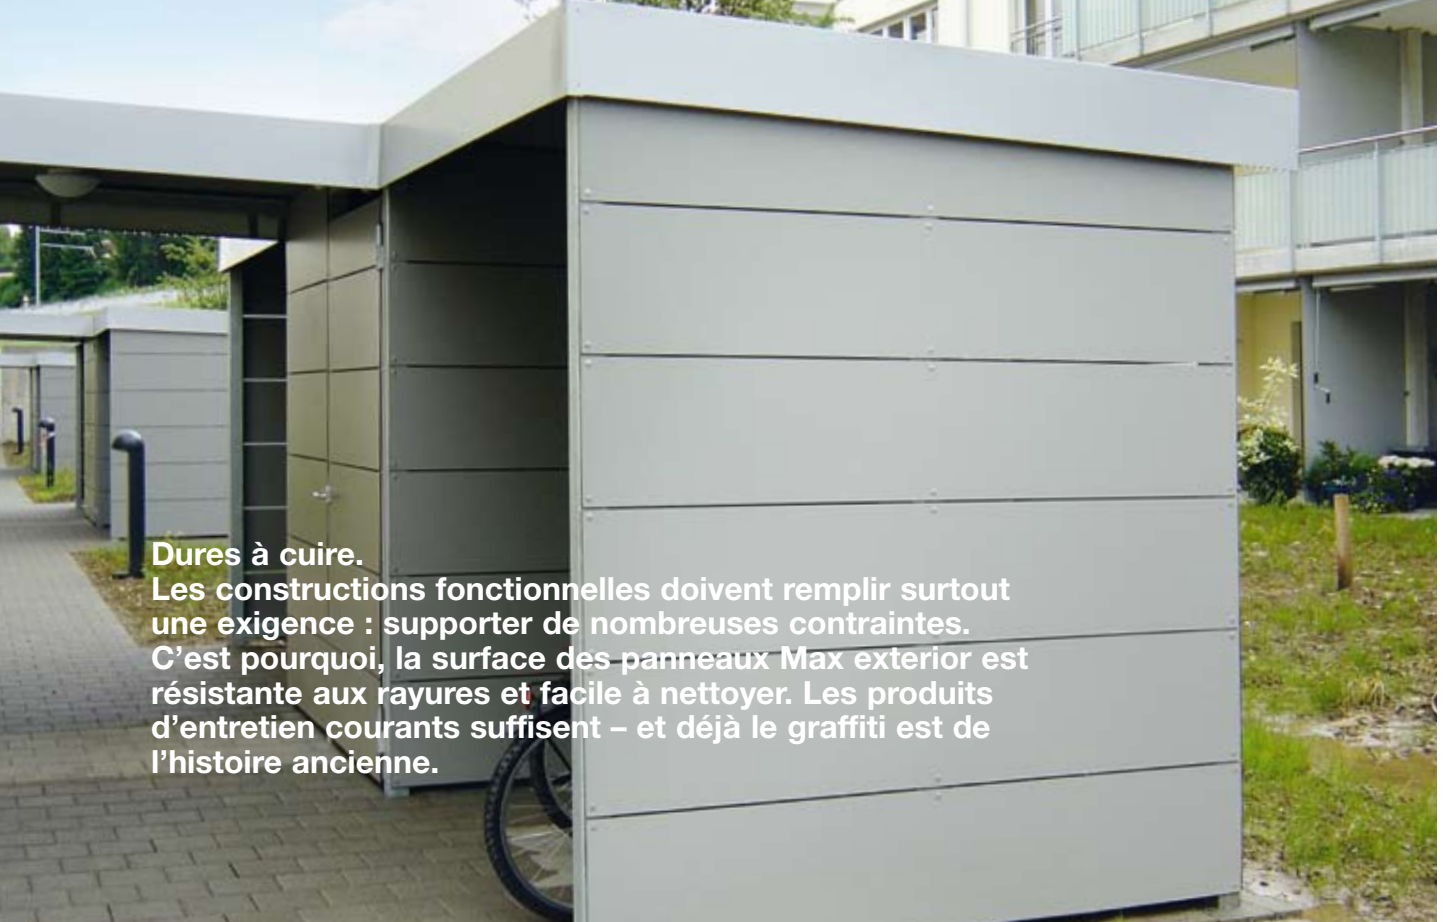 Dures à cuire.
Les constructions fonctionnelles doivent remplir surtout
une exigence : supporter de nombreuses contraintes.
C’est pourquoi, la surface des panneaux Max exterior est
résistante aux rayures et facile à nettoyer. Les produits
d’entretien courants suffisent – et déjà le graffiti est de
l’histoire ancienne.